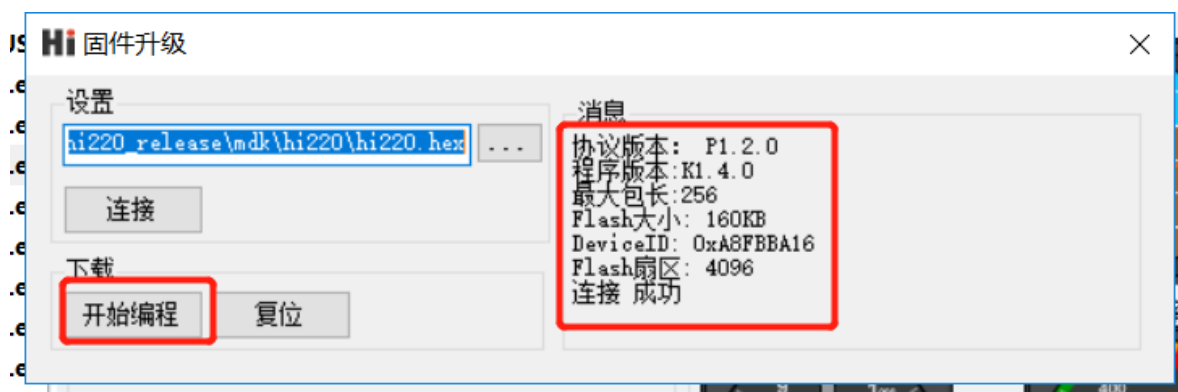 Hi 固件升级
设置
hi220_release\mdk\hi220\hi220.hex
...
连接
下载
开始编程
复位
消息
协议版本: P1.2.0
程序版本:K1.4.0
最大包长:256
Flash大小: 160KB
DeviceID: 0xA8FBBA16
Flash扇区: 4096
连接 成功
400